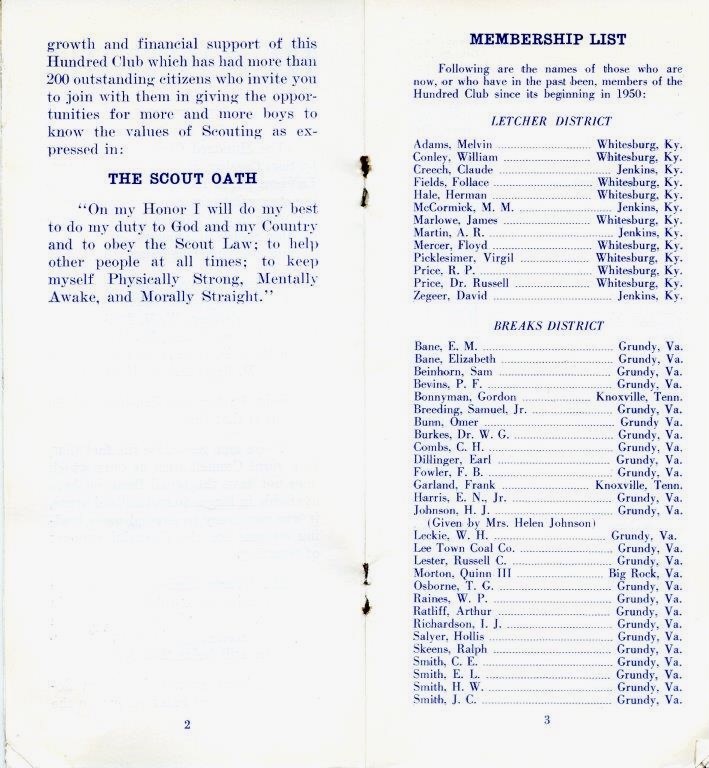 growth and financial support of this
Hundred Club which has had more than
200 outstanding citizens who invite you
to join with them in giving the oppor-
tunities for more and more boys to
know the values of Scouting as ex-
pressed in:
THE SCOUT OATH
"On my Honor I will do my best
to do my duty to God and my Country
and to obey the Scout Law; to help
other people at all times; to keep
myself Physically Strong, Mentally
Awake, and Morally Straight."
2
MEMBERSHIP LIST
Following are the names of those who are
now, or who have in the past been, members of the
Hundred Club since its beginning in 1950:
LETCHER DISTRICT
Adams, Melvin Whitesburg, Ky.
Conley, William Whitesburg, Ky.
Creech, Claude Jenkins, Ky.
Fields, Follace Whitesburg, Ky.
Hale, Herman Whitesburg, Ky.
McCormick, M. M. Jenkins, Ky.
Marlowe, James Whitesburg, Ky.
Martin, A. R. Jenkins, Ky.
Mercer, Floyd Whitesburg, Ky.
Picklesimer, Virgil Whitesburg, Ky.
Price, R. P. Whitesburg, Ky.
Price, Dr. Russell Whitesburg, Ky.
Zegeer, David Jenkins, Ky.
BREAKS DISTRICT
Bane, E. M. Grundy, Va.
Bane, Elizabeth Grundy, Va.
Beinhorn, Sam Grundy, Va.
Bevins, P. F. Grundy, Va.
Bonnyman, Gordon Knoxville, Tenn.
Breeding, Samuel, Jr. Grundy, Va.
Bunn, Omer Grundy Va.
Burkes, Dr. W. G. Grundy, Va.
Combs, C. H. Grundy, Va.
Dillinger, Earl Grundy, Va.
Fowler, F. B. Grundy, Va.
Garland, Frank Knoxville, Tenn.
Harris, E. N., Jr. Grundy, Va.
Johnson, H. J. Grundy, Va.
(Given by Mrs. Helen Johnson)
Leckie, W. H. Grundy, Va.
Lee Town Coal Co. Grundy, Va.
Lester, Russell C. Grundy, Va.
Morton, Quinn III Big Rock, Va.
Osborne, T. G. Grundy, Va.
Raines, W. P. Grundy, Va.
Ratliff, Arthur Grundy, Va.
Richardson, I. J. Grundy, Va.
Salyer, Hollis Grundy, Va.
Skeens, Ralph Grundy, Va.
Smith, C. E. Grundy, Va.
Smith, E. L. Grundy, Va.
Smith, H. W. Grundy, Va.
Smith, J. C. Grundy, Va.
3